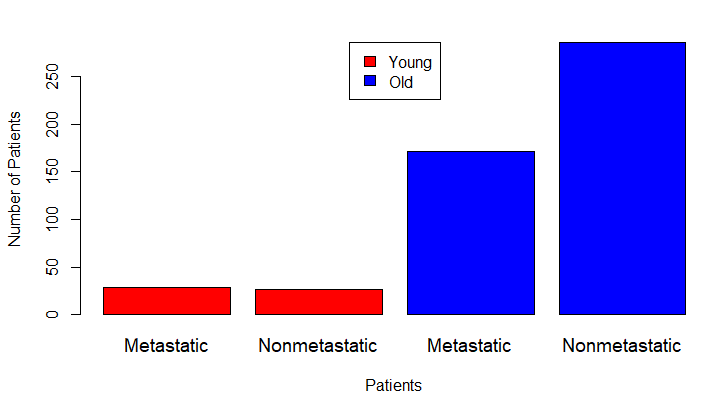 Young
Old
Number of Patients
250
200
150
100
50
0
Metastatic
Nonmetastatic
Metastatic
Nonmetastatic
Patients